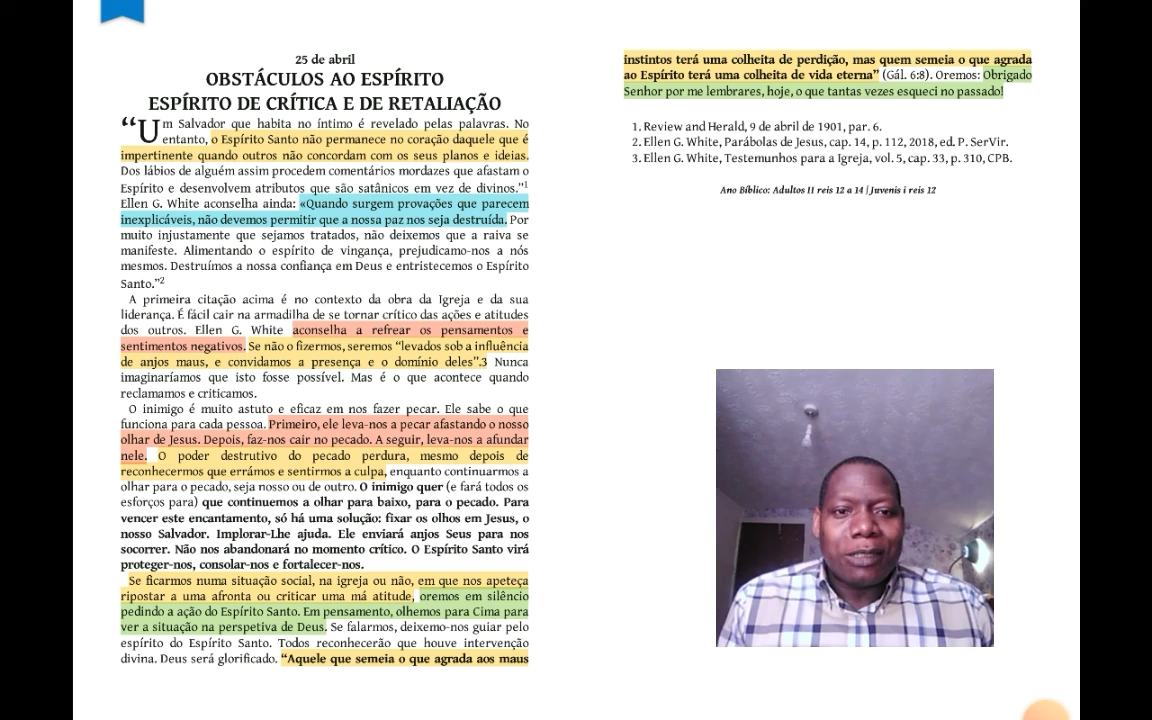 25 de abril
OBSTÁCULOS AO ESPÍRITO
ESPÍRITO DE CRÍTICA E DE RETALIAÇÃO
“Um Salvador que habita no íntimo é revelado pelas palavras. No
entanto, o Espírito Santo não permanece no coração daquele que é
impertinente quando outros não concordam com os seus planos e ideias.
Dos lábios de alguém assim procedem comentários mordazes que afastam o
Espírito e desenvolvem atributos que são satânicos em vez de divinos.”1
Ellen G. White aconselha ainda: «Quando surgem provações que parecem
inexplicáveis, não devemos permitir que a nossa paz nos seja destruída. Por
muito injustamente que sejamos tratados, não deixemos que a raiva se
manifeste. Alimentando o espírito de vingança, prejudicamo-nos a nós
mesmos. Destruímos a nossa confiança em Deus e entristecemos o Espírito
Santo.”2
A primeira citação acima é no contexto da obra da Igreja e da sua
liderança. É fácil cair na armadilha de se tornar crítico das ações e atitudes
dos outros. Ellen G. White aconselha a refrear os pensamentos e
sentimentos negativos. Se não o fizermos, seremos “levados sob a influência
de anjos maus, e convidamos a presença e o domínio deles”.3 Nunca
imaginaríamos que isto fosse possível. Mas é o que acontece quando
reclamamos e criticamos.
O inimigo é muito astuto e eficaz em nos fazer pecar. Ele sabe o que
funciona para cada pessoa. Primeiro, ele leva-nos a pecar afastando o nosso
olhar de Jesus. Depois, faz-nos cair no pecado. A seguir, leva-nos a afundar
nele. O poder destrutivo do pecado perdura, mesmo depois de
reconhecermos que errámos e sentirmos a culpa, enquanto continuarmos a
olhar para o pecado, seja nosso ou de outro. O inimigo quer (e fará todos os
esforços para) que continuemos a olhar para baixo, para o pecado. Para
vencer este encantamento, só há uma solução: fixar os olhos em Jesus, o
nosso Salvador. Implorar-Lhe ajuda. Ele enviará anjos Seus para nos
socorrer. Não nos abandonará no momento crítico. O Espírito Santo virá
proteger-nos, consolar-nos e fortalecer-nos.
Se ficarmos numa situação social, na igreja ou não, em que nos apeteça
ripostar a uma afronta ou criticar uma má atitude, oremos em silêncio
pedindo a ação do Espírito Santo. Em pensamento, olhemos para Cima para
ver a situação na perspetiva de Deus. Se falarmos, deixemo-nos guiar pelo
espírito do Espírito Santo. Todos reconhecerão que houve intervenção
divina. Deus será glorificado. “Aquele que semeia o que agrada aos maus
instintos terá uma colheita de perdição, mas quem semeia o que agrada
ao Espírito terá uma colheita de vida eterna” (Gál. 6:8). Oremos: Obrigado
Senhor por me lembrares, hoje, o que tantas vezes esqueci no passado!
1. Review and Herald, 9 de abril de 1901, par. 6.
2. Ellen G. White, Parábolas de Jesus, cap. 14, p. 112, 2018, ed. P. SerVir.
3. Ellen G. White, Testemunhos para a Igreja, vol. 5, cap. 33, p. 310, CPB.
Ano Bíblico: Adultos II reis 12 a 14 | Juvenis i reis 12